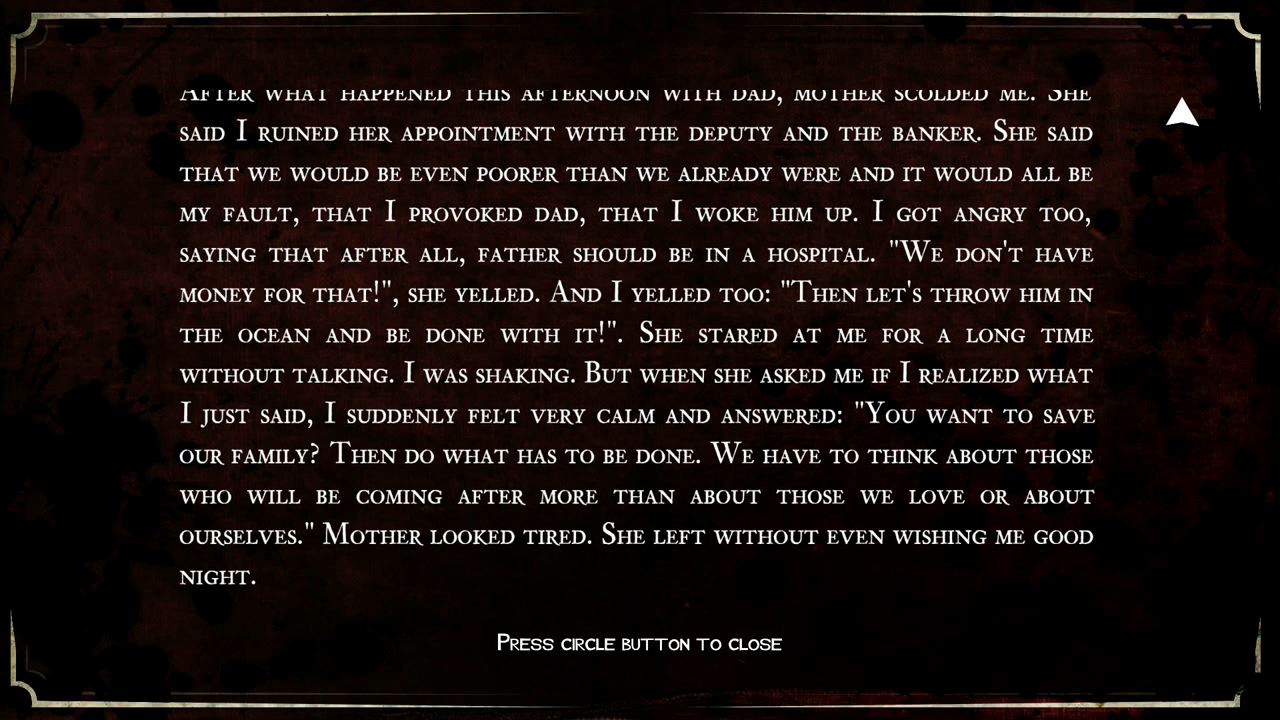 After what happened this afternoon with dad, mother scolded me. She
said I ruined her appointment with the deputy and the banker. She said
that we would be even poorer than we already were and it would all be
my fault, that I provoked dad, that I woke him up. I got angry too,
saying that after all, father should be in a hospital. "We don't have
money for that!", she yelled. And I yelled too: "Then let's throw him in
the ocean and be done with it!". She stared at me for a long time
without talking. I was shaking. But when she asked me if I realized what
I just said, I suddenly felt very calm and answered: "You want to save
our family? Then do what has to be done. We have to think about those
who will be coming after more than about those we love or about
ourselves." Mother looked tired. She left without even wishing me good
night.
Press circle button to close